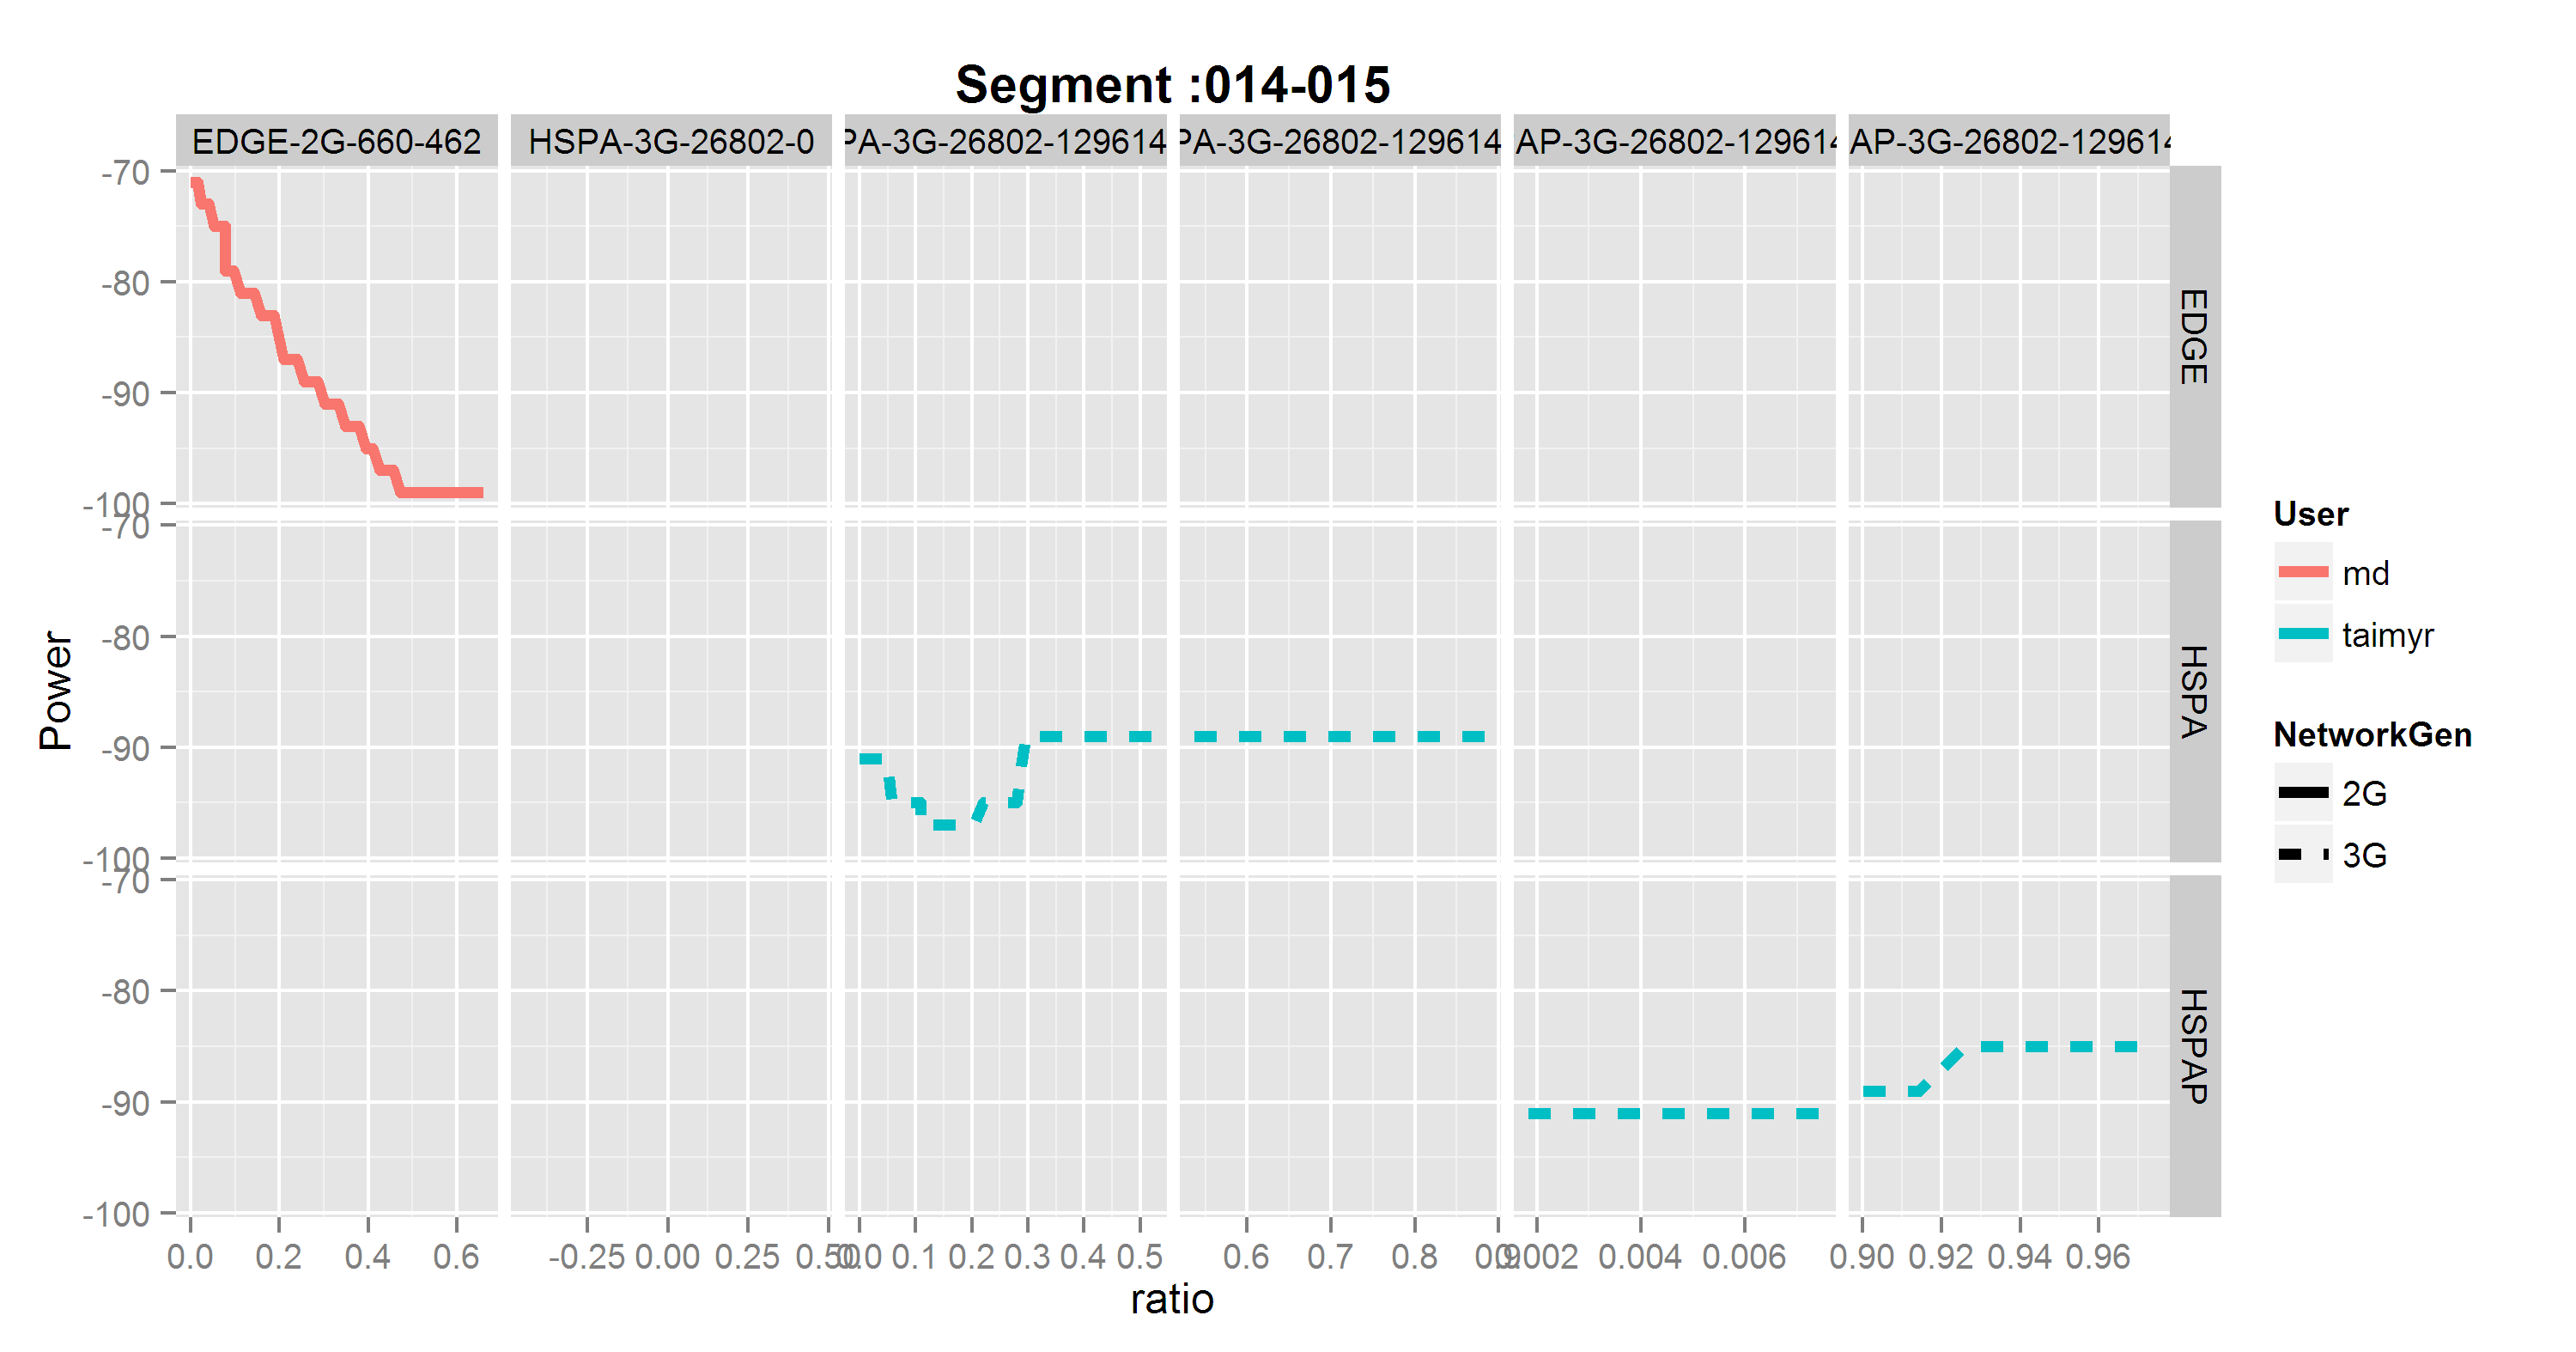 Segment :014-015
EDGE-2G-660-462 HSPA-3G-26802-0 PA-3G-26802-129614 PA-3G-26802-129614 AP-3G-26802-12961 AP-3G-26802-12961
-70
-80
-90
-100
EDGE
-70
-80
-90
-100
HSPA
-70
-80
-90
-100
HSPAP
Power
0.0 0.2 0.4 0.6 -0.25 0.00 0.25 0.50 0.0 0.1 0.2 0.3 0.4 0.5 0.6 0.7 0.8 0.9 0.002 0.004 0.006 0.90 0.92 0.94 0.96
ratio
User
md
taimyr
NetworkGen
2G
3G